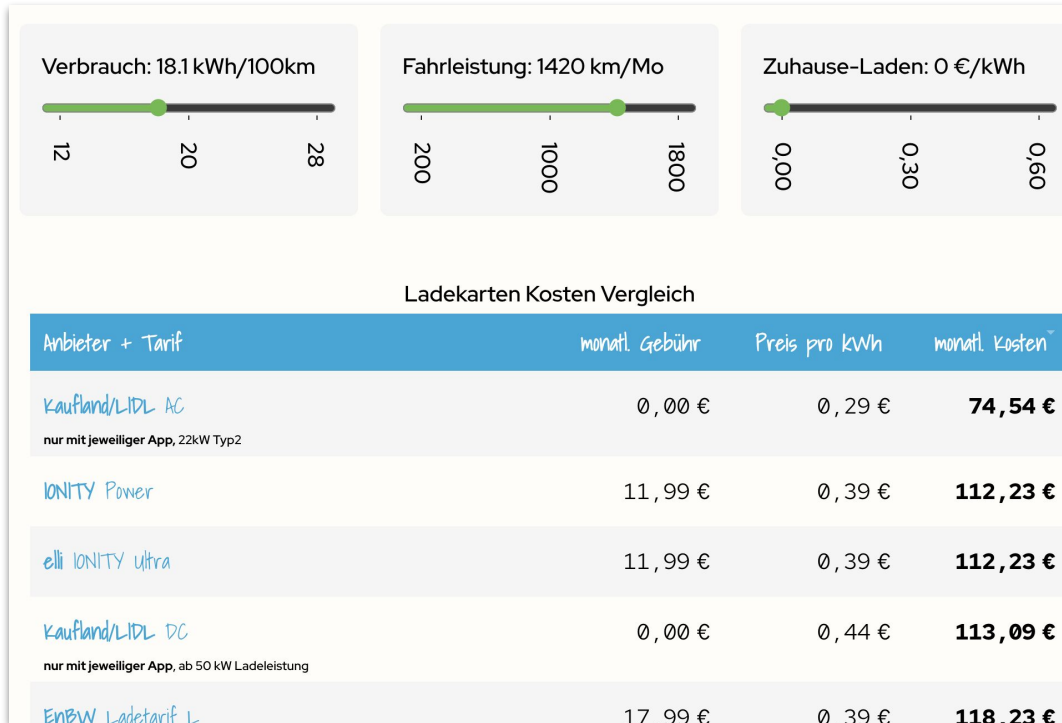 Verbrauch: 18.1 kWh/100km
12 20 28
Fahrleistung: 1420 km/Mo
200 1000 1800
Zuhause-Laden: 0 €/kWh
0,00 0,30 0,60
Ladekarten Kosten Vergleich
Anbieter + Tarif monatl. Gebühr Preis pro kWh monatl. Kosten
Kaufland/LIDL AC 0,00 € 0,29 € 74,54 €
nur mit jeweiliger App, 22kW Typ2
IONITY Power 11,99 € 0,39 € 112,23 €
elli IONITY Ultra 11,99 € 0,39 € 112,23 €
Kaufland/LIDL DC 0,00 € 0,44 € 113,09 €
nur mit jeweiliger App, ab 50 kW Ladeleistung
EnBW Ladetarif L 17,99 € 0,39 € 118,23 €